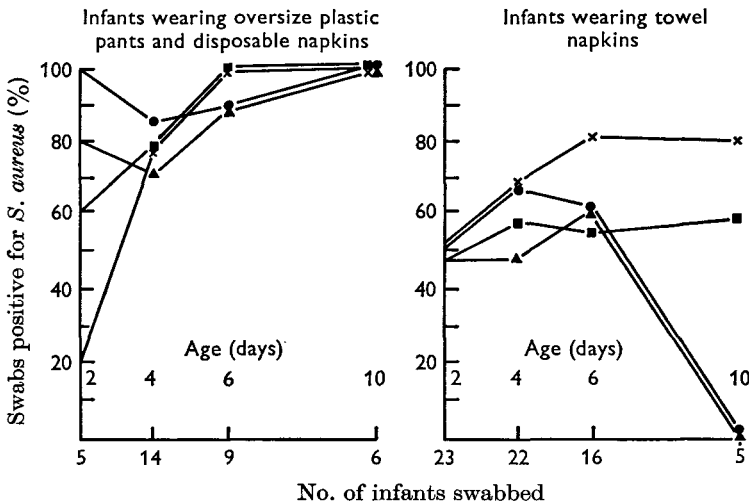 Infants wearing oversize plastic
pants and disposable napkins
Infants wearing towel
napkins
Swabs positive for S. aureus (%)
100
80
60
40
20
Age (days)
2 4 6 10
5 14 9 6
100
80
60
40
20
Age (days)
2 4 6 10
23 22 16 5
No. of infants swabbed